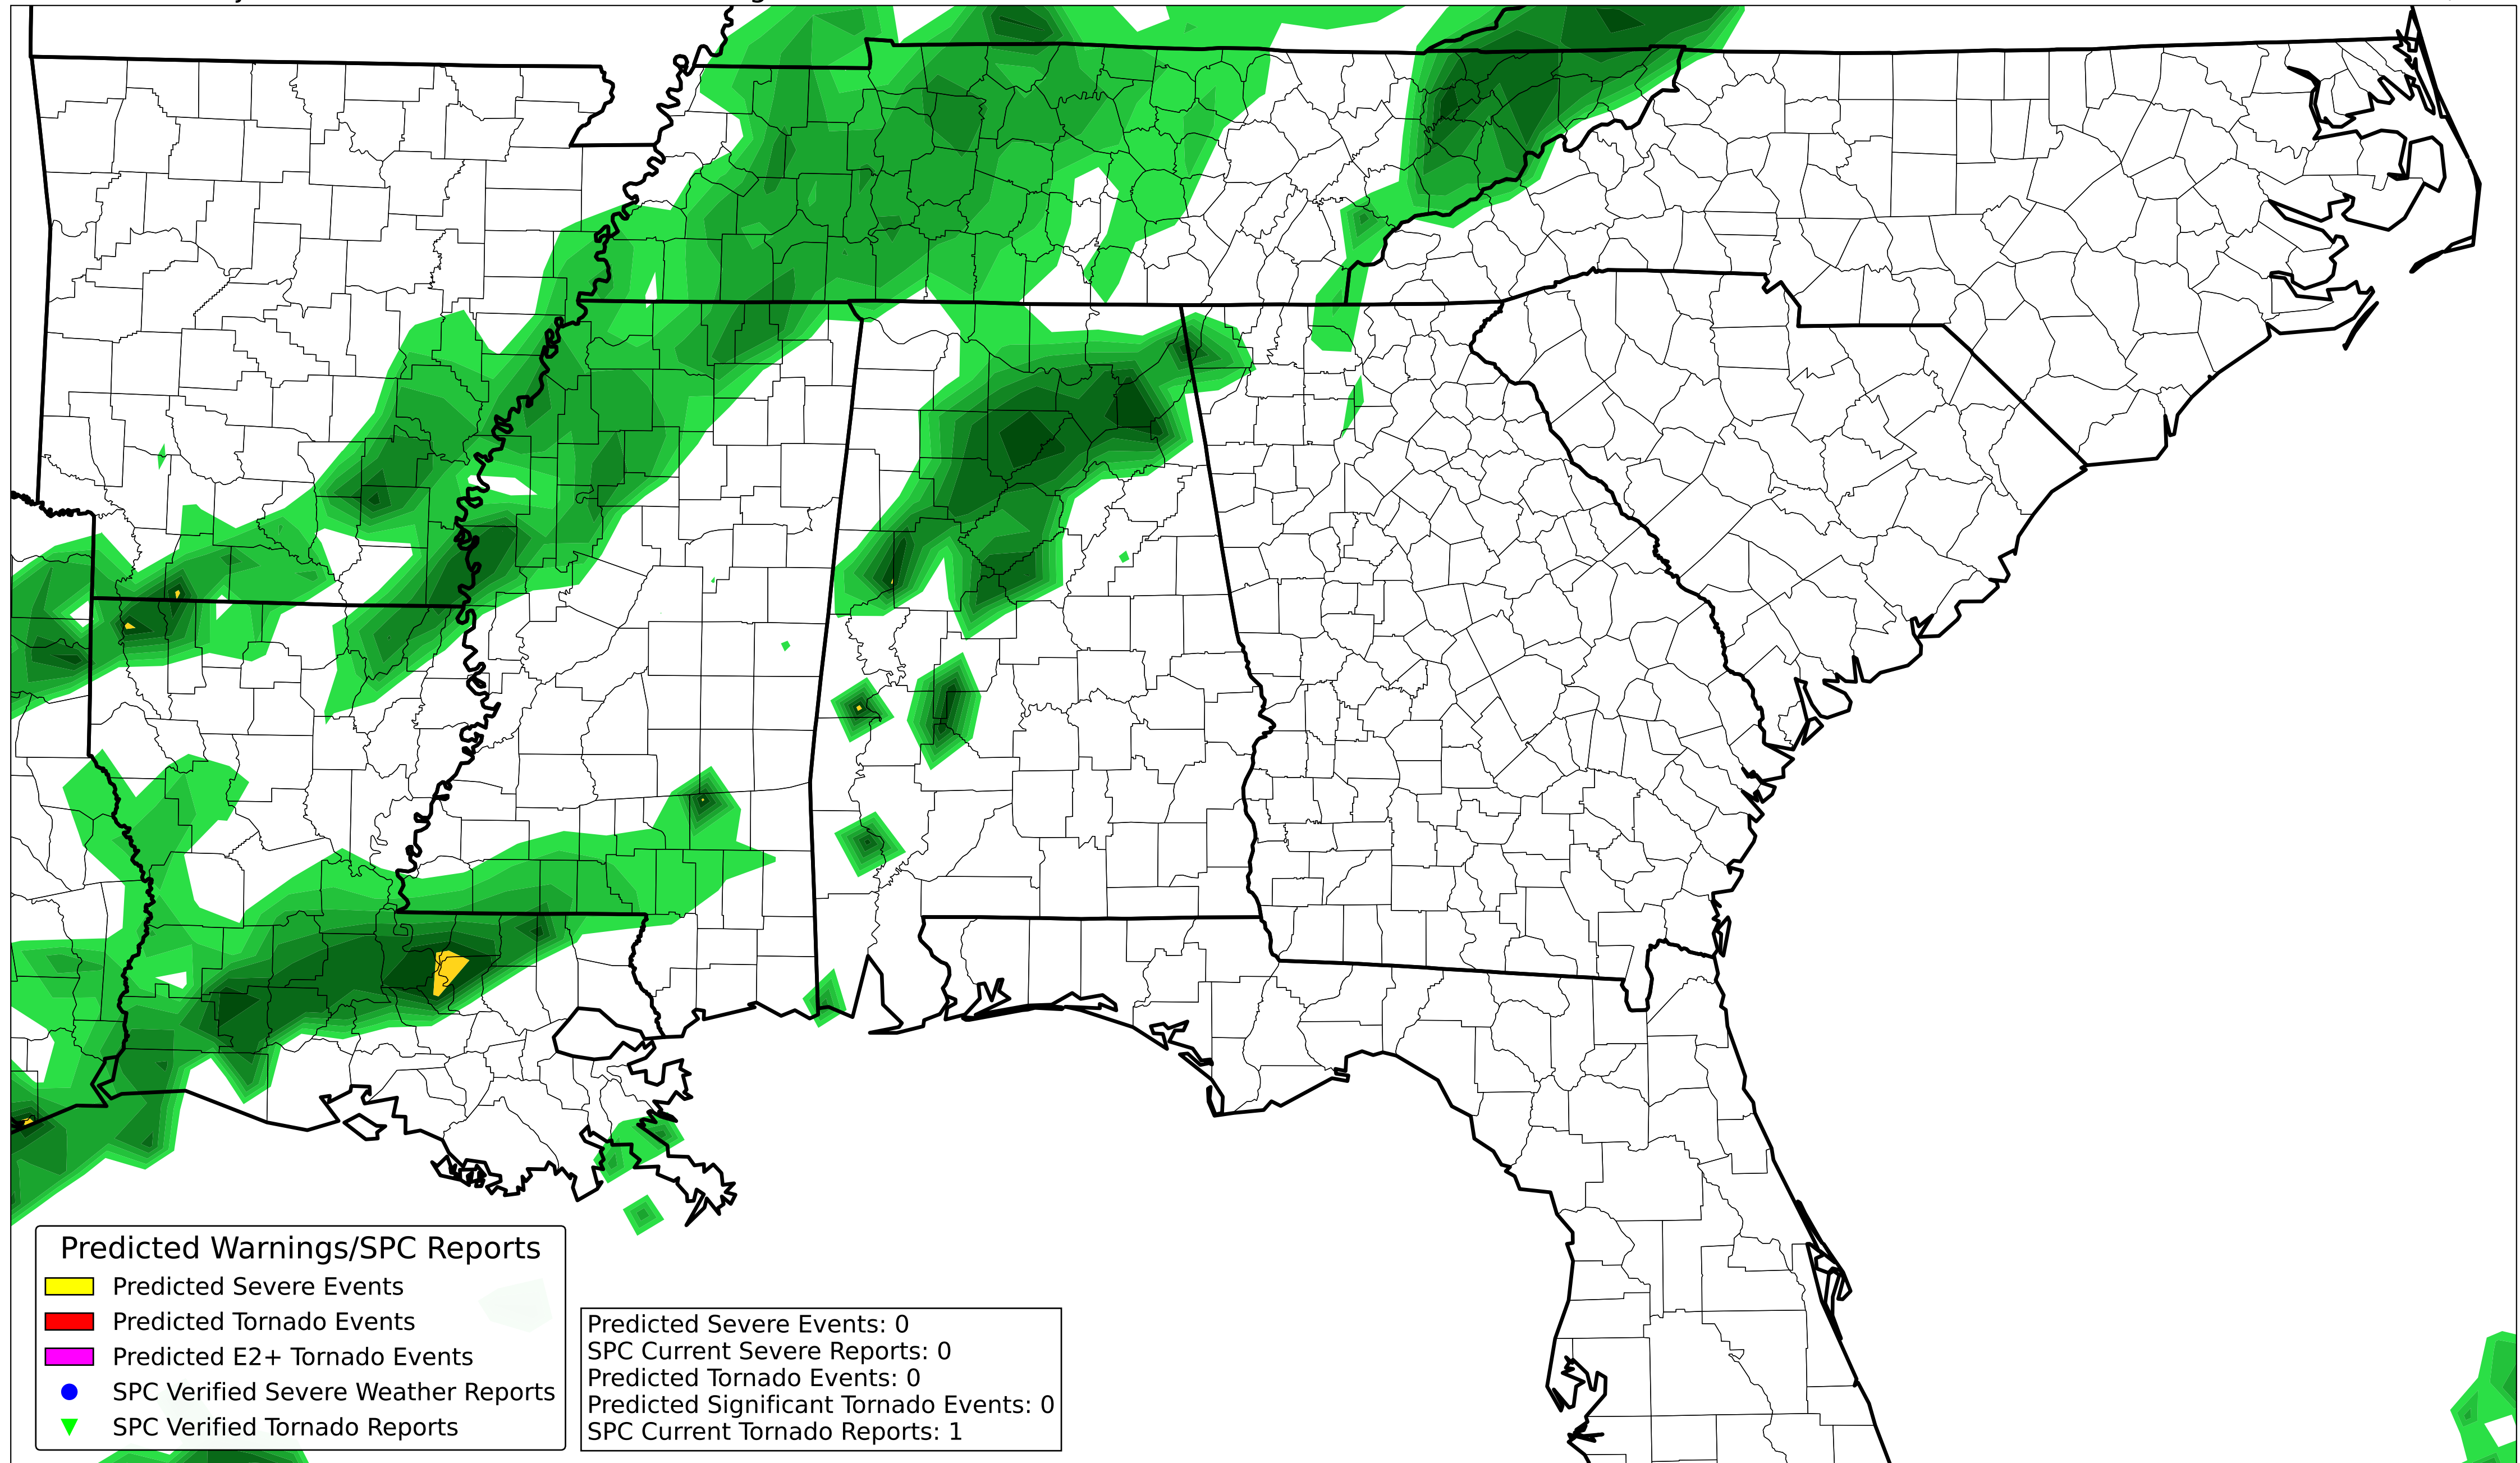 Predicted Warnings/SPC Reports
Predicted Severe Events
Predicted Tornado Events
Predicted E2+ Tornado Events
SPC Verified Severe Weather Reports
SPC Verified Tornado Reports
Predicted Severe Events: 0
SPC Current Severe Reports: 0
Predicted Tornado Events: 0
Predicted Significant Tornado Events: 0
SPC Current Tornado Reports: 1